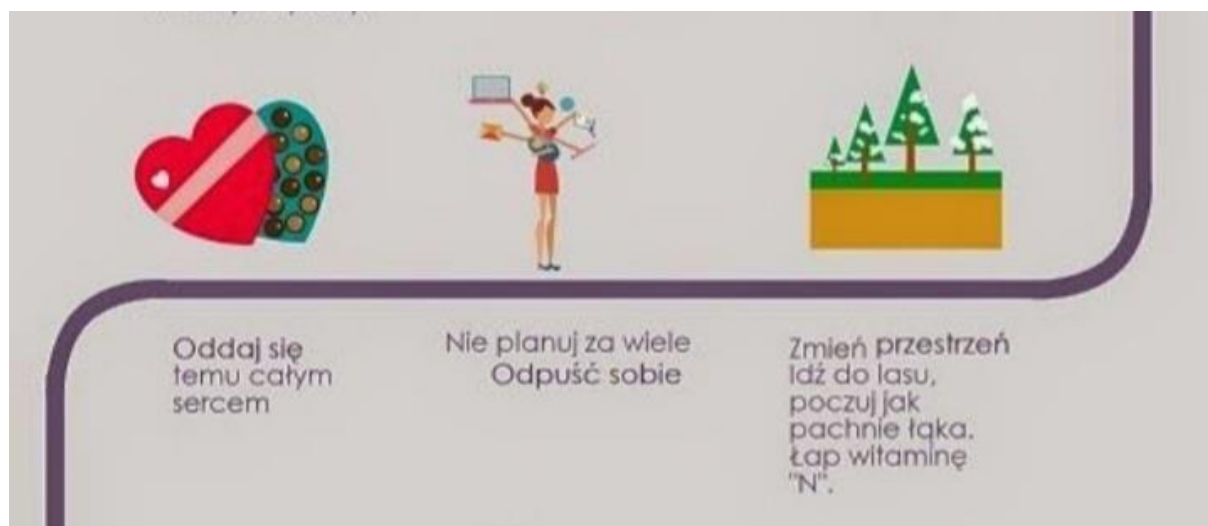 Oddaj się
temu całym
sercem
Nie planuj za wiele
Odpuść sobie
Zmień przestrzeń
Idź do lasu,
poczuj jak
pachnie łąka.
Łap witaminę
"N".